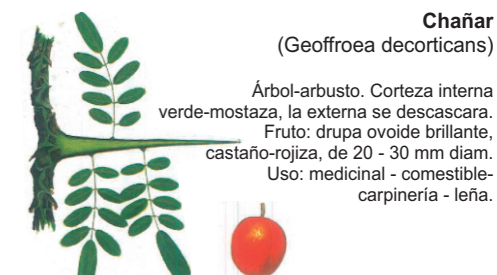 Chañar
(Geoffroea decorticans)
Árbol-arbusto. Corteza interna
verde-mostaza, la externa se descascara.
Fruto: drupa ovoide brillante,
castaño-rojiza, de 20 - 30 mm diam.
Uso: medicinal - comestible-
carpinería - leña.